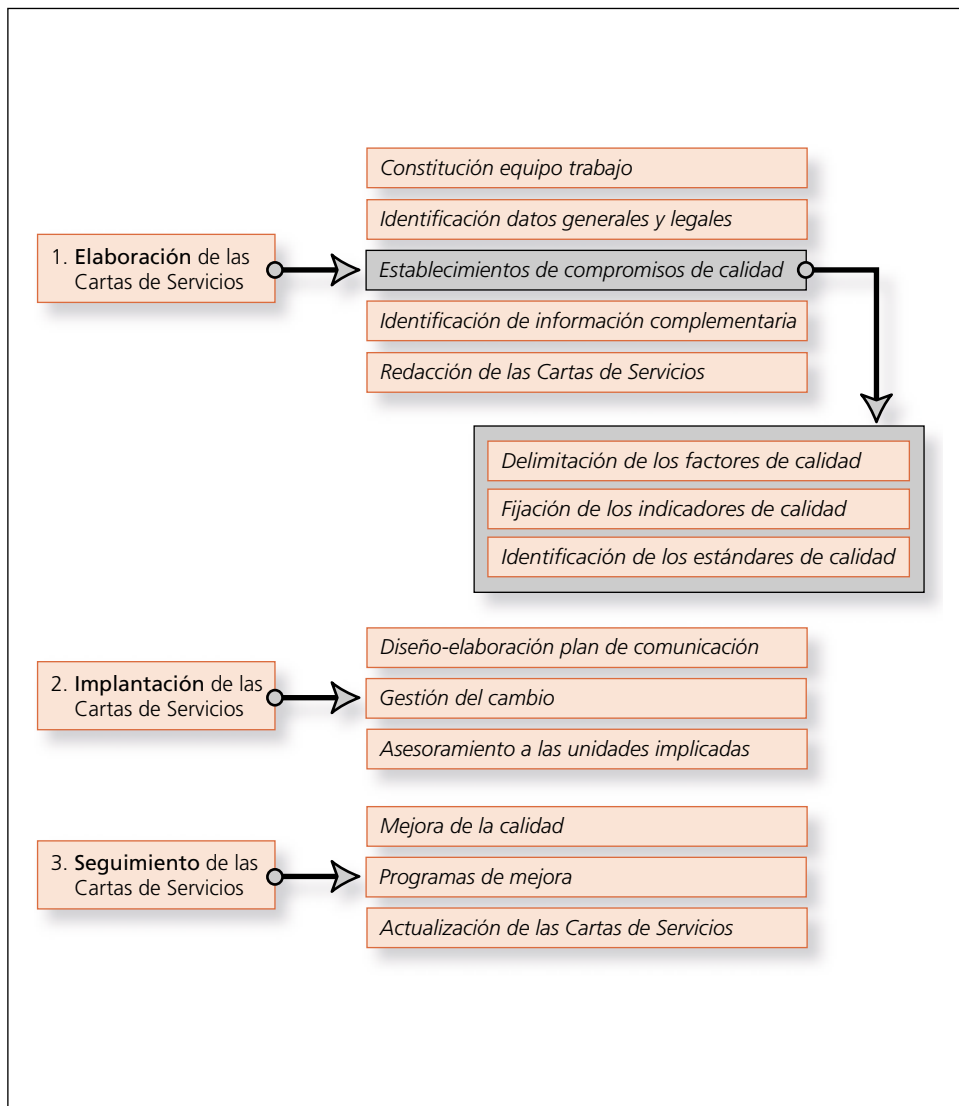 Constitución equipo trabajo
Identificación datos generales y legales
1. Elaboración de las
Cartas de Servicios
Establecimientos de compromisos de calidad
Identificación de información complementaria
Redacción de las Cartas de Servicios
Delimitación de los factores de calidad
Fijación de los indicadores de calidad
Identificación de los estándares de calidad
Diseño-elaboración plan de comunicación
2. Implantación de las
Cartas de Servicios
Gestión del cambio
Asesoramiento a las unidades implicadas
Mejora de la calidad
3. Seguimiento de las
Cartas de Servicios
Programas de mejora
Actualización de las Cartas de Servicios